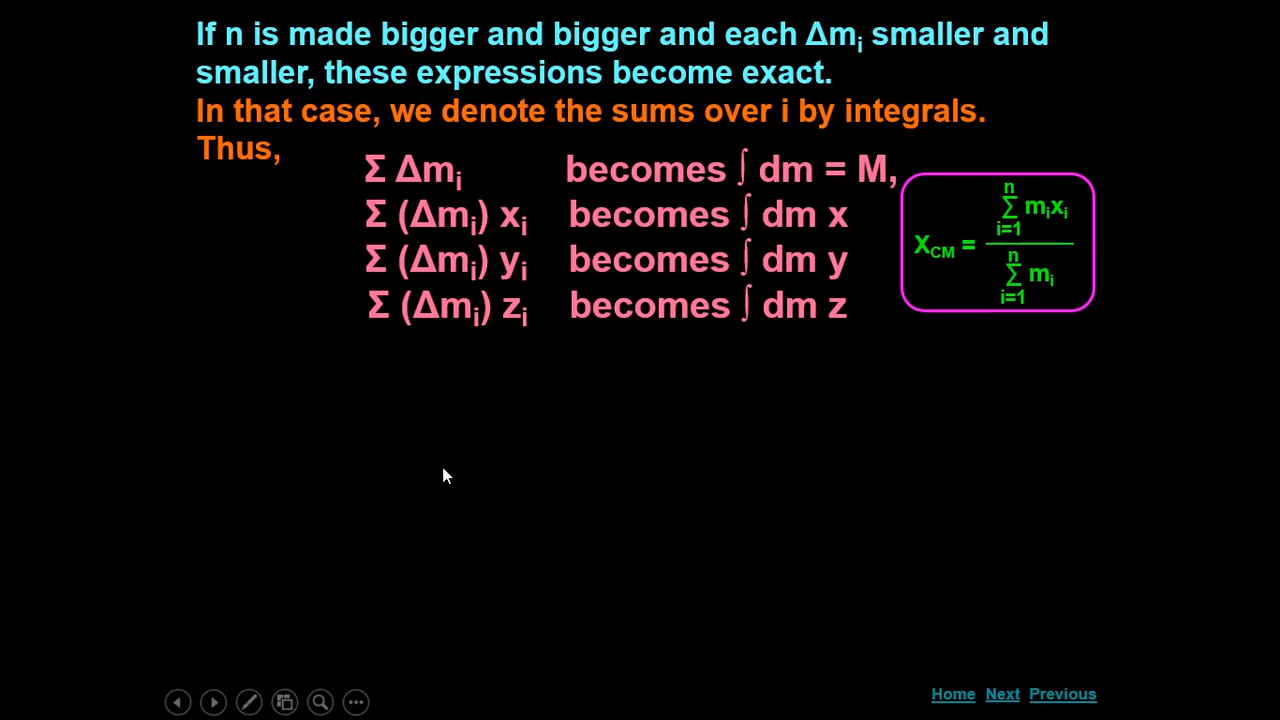 If n is made bigger and bigger and each Δmᵢ smaller and
smaller, these expressions become exact.
In that case, we denote the sums over i by integrals.
Thus,
Σ Δmᵢ becomes ∫ dm = M,
Σ (Δmᵢ) xᵢ becomes ∫ dm x
Σ (Δmᵢ) yᵢ becomes ∫ dm y
Σ (Δmᵢ) zᵢ becomes ∫ dm z
n
Σ mᵢxᵢ
i=1
X_CM =
n
Σ mᵢ
i=1
Home Next Previous